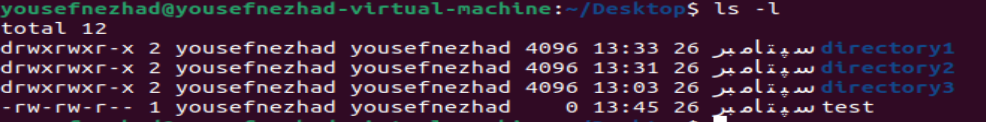 yousefnezhad@yousefnezhad-virtual-machine:~/Desktop$ ls -l
total 12
drwxrwxr-x 2 yousefnezhad yousefnezhad 4096 13:33 26 سپتامبر directory1
drwxrwxr-x 2 yousefnezhad yousefnezhad 4096 13:31 26 سپتامبر directory2
drwxrwxr-x 2 yousefnezhad yousefnezhad 4096 13:03 26 سپتامبر directory3
-rw-rw-r-- 1 yousefnezhad yousefnezhad    0 13:45 26 سپتامبر test